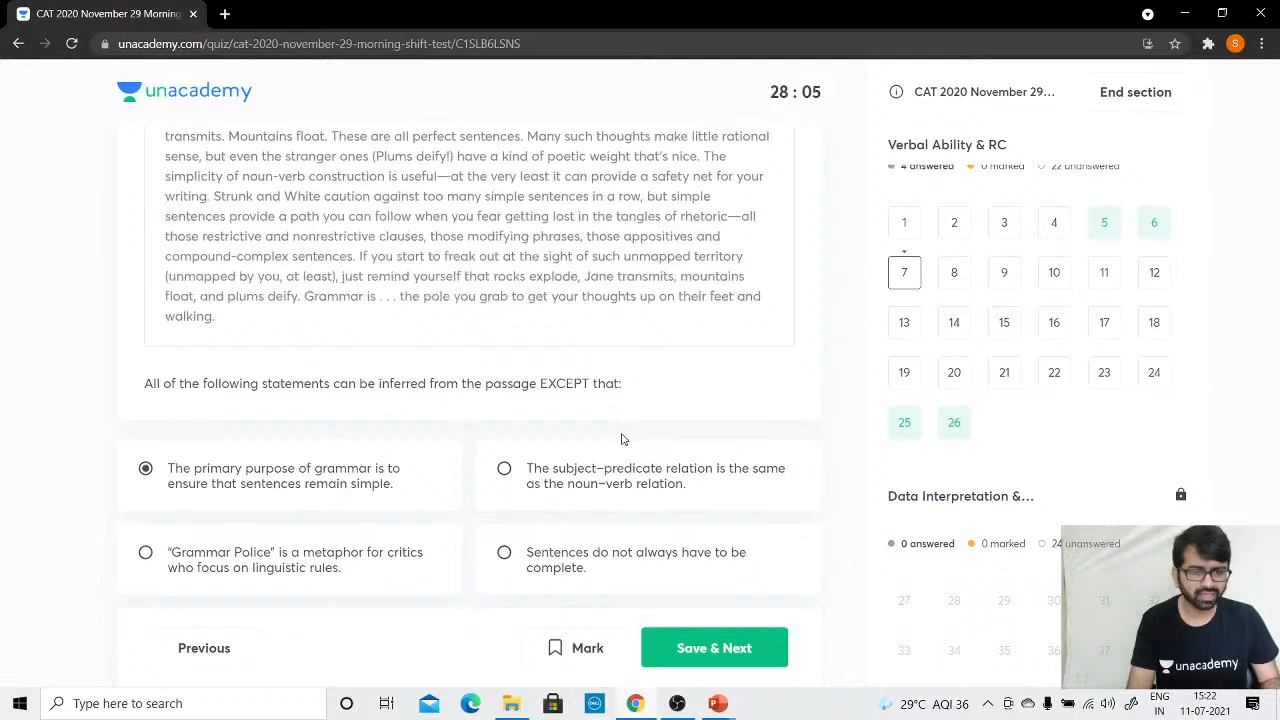 CAT 2020 November 29 Morning
unacademy.com/quiz/cat-2020-november-29-morning-shift-test/C1SLB6LSNS
S
unacademy
28 : 05
CAT 2020 November 29...
End section
transmits. Mountains float. These are all perfect sentences. Many such thoughts make little rational
sense, but even the stranger ones (Plums deify!) have a kind of poetic weight that's nice. The
simplicity of noun-verb construction is useful—at the very least it can provide a safety net for your
writing. Strunk and White caution against too many simple sentences in a row, but simple
sentences provide a path you can follow when you fear getting lost in the tangles of rhetoric—all
those restrictive and nonrestrictive clauses, those modifying phrases, those appositives and
compound-complex sentences. If you start to freak out at the sight of such unmapped territory
(unmapped by you, at least), just remind yourself that rocks explode, Jane transmits, mountains
float, and plums deify. Grammar is . . . the pole you grab to get your thoughts up on their feet and
walking.
All of the following statements can be inferred from the passage EXCEPT that:
The primary purpose of grammar is to
ensure that sentences remain simple.
The subject–predicate relation is the same
as the noun–verb relation.
"Grammar Police" is a metaphor for critics
who focus on linguistic rules.
Sentences do not always have to be
complete.
Previous
Mark
Save & Next
Verbal Ability & RC
4 answered 0 marked 22 unanswered
1 2 3 4 5 6
7 8 9 10 11 12
13 14 15 16 17 18
19 20 21 22 23 24
25 26
Data Interpretation &...
0 answered 0 marked 24 unanswered
27 28 29 30 31 32
33 34 35 36 37
unacademy
Type here to search
29°C AQI 36
ENG
IN
15:22
11-07-2021